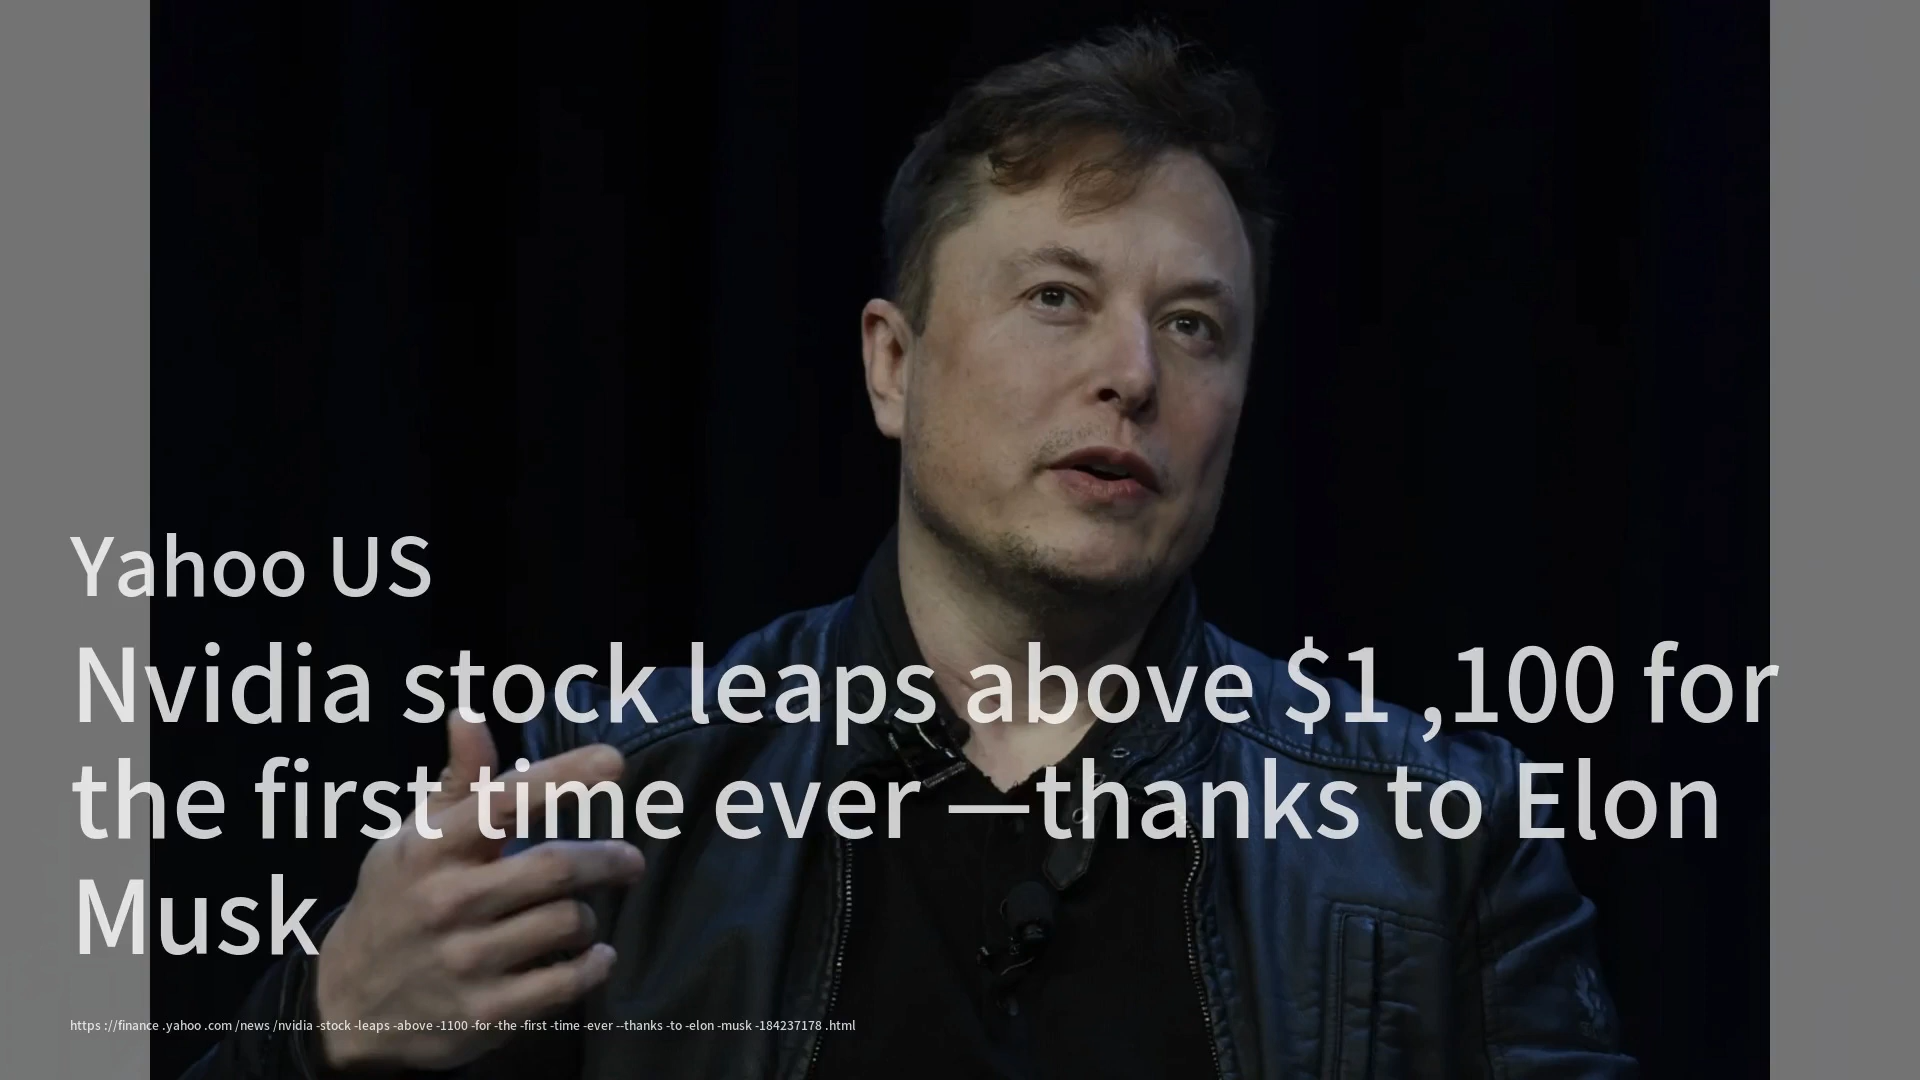 Yahoo US
Nvidia stock leaps above $1 ,100 for
the first time ever —thanks to Elon
Musk
https ://finance .yahoo .com /news /nvidia -stock -leaps -above -1100 -for -the -first -time -ever --thanks -to -elon -musk -184237178 .html